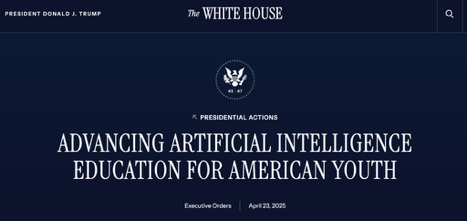 PRESIDENT DONALD J. TRUMP
The WHITE HOUSE
45 47
PRESIDENTIAL ACTIONS
ADVANCING ARTIFICIAL INTELLIGENCE
EDUCATION FOR AMERICAN YOUTH
Executive Orders | April 23, 2025